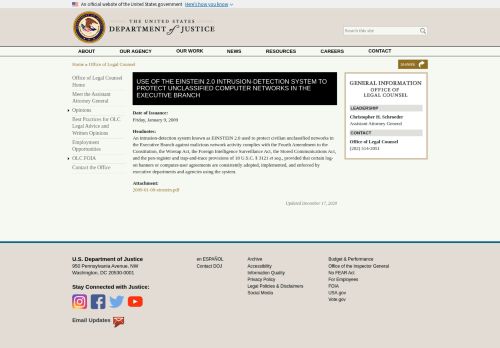 An official website of the United States government  Here's how you know
THE UNITED STATES
DEPARTMENT of JUSTICE
Search this site
ABOUT OUR AGENCY OUR WORK NEWS RESOURCES CAREERS CONTACT
Home » Office of Legal Counsel
SHARE
Office of Legal Counsel Home
Meet the Assistant Attorney General
Opinions
Best Practices for OLC Legal Advice and Written Opinions
Employment Opportunities
OLC FOIA
Contact the Office
USE OF THE EINSTEIN 2.0 INTRUSION-DETECTION SYSTEM TO
PROTECT UNCLASSIFIED COMPUTER NETWORKS IN THE
EXECUTIVE BRANCH
Date of Issuance:
Friday, January 9, 2009
Headnotes:
An intrusion-detection system known as EINSTEIN 2.0 used to protect civilian unclassified networks in
the Executive Branch against malicious network activity complies with the Fourth Amendment to the
Constitution, the Wiretap Act, the Foreign Intelligence Surveillance Act, the Stored Communications Act,
and the pen-register and trap-and-trace provisions of 18 U.S.C. § 3121 et seq., provided that certain log-
on banners or computer-user agreements are consistently adopted, implemented, and enforced by
executive departments and agencies using the system.
Attachment:
2009-01-09-einstein.pdf
Updated December 17, 2020
GENERAL INFORMATION
OFFICE OF
LEGAL COUNSEL
LEADERSHIP
Christopher H. Schroeder
Assistant Attorney General
CONTACT
Office of Legal Counsel
(202) 514-2051
U.S. Department of Justice
950 Pennsylvania Avenue, NW
Washington, DC 20530-0001
Stay Connected with Justice:
Email Updates
en ESPAÑOL
Contact DOJ
Archive
Accessibility
Information Quality
Privacy Policy
Legal Policies & Disclaimers
Social Media
Budget & Performance
Office of the Inspector General
No FEAR Act
For Employees
FOIA
USA.gov
Vote.gov